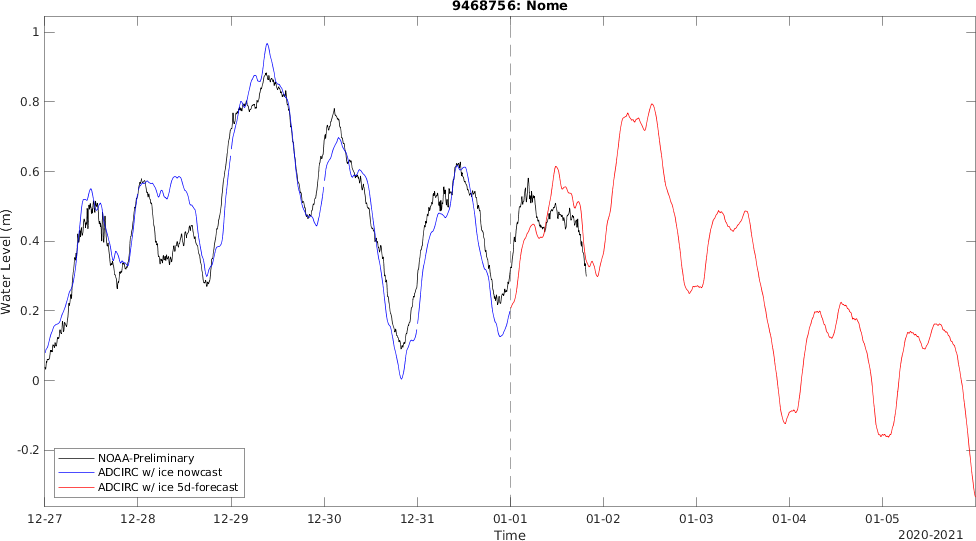 9468756: Nome
Water Level (m)
1
0.8
0.6
0.4
0.2
0
-0.2
NOAA-Preliminary
ADCIRC w/ ice nowcast
ADCIRC w/ ice 5d-forecast
12-27 12-28 12-29 12-30 12-31 01-01 01-02 01-03 01-04 01-05
Time
2020-2021